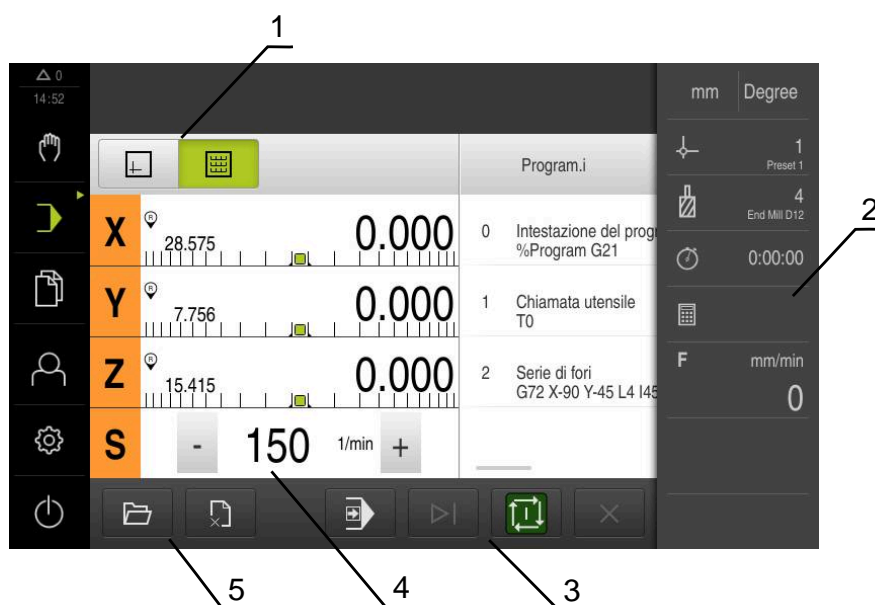 1
0
14:52
mm Degree
1
Preset 1
Program.i
4
End Mill D12
2
X R 28.575 0.000
0 Intestazione del progr
%Program G21
0:00:00
Y R 7.756 0.000
1 Chiamata utensile
T0
Z R 15.415 0.000
2 Serie di fori
G72 X-90 Y-45 L4 I45
F mm/min
0
S - 150 1/min +
5 4 3